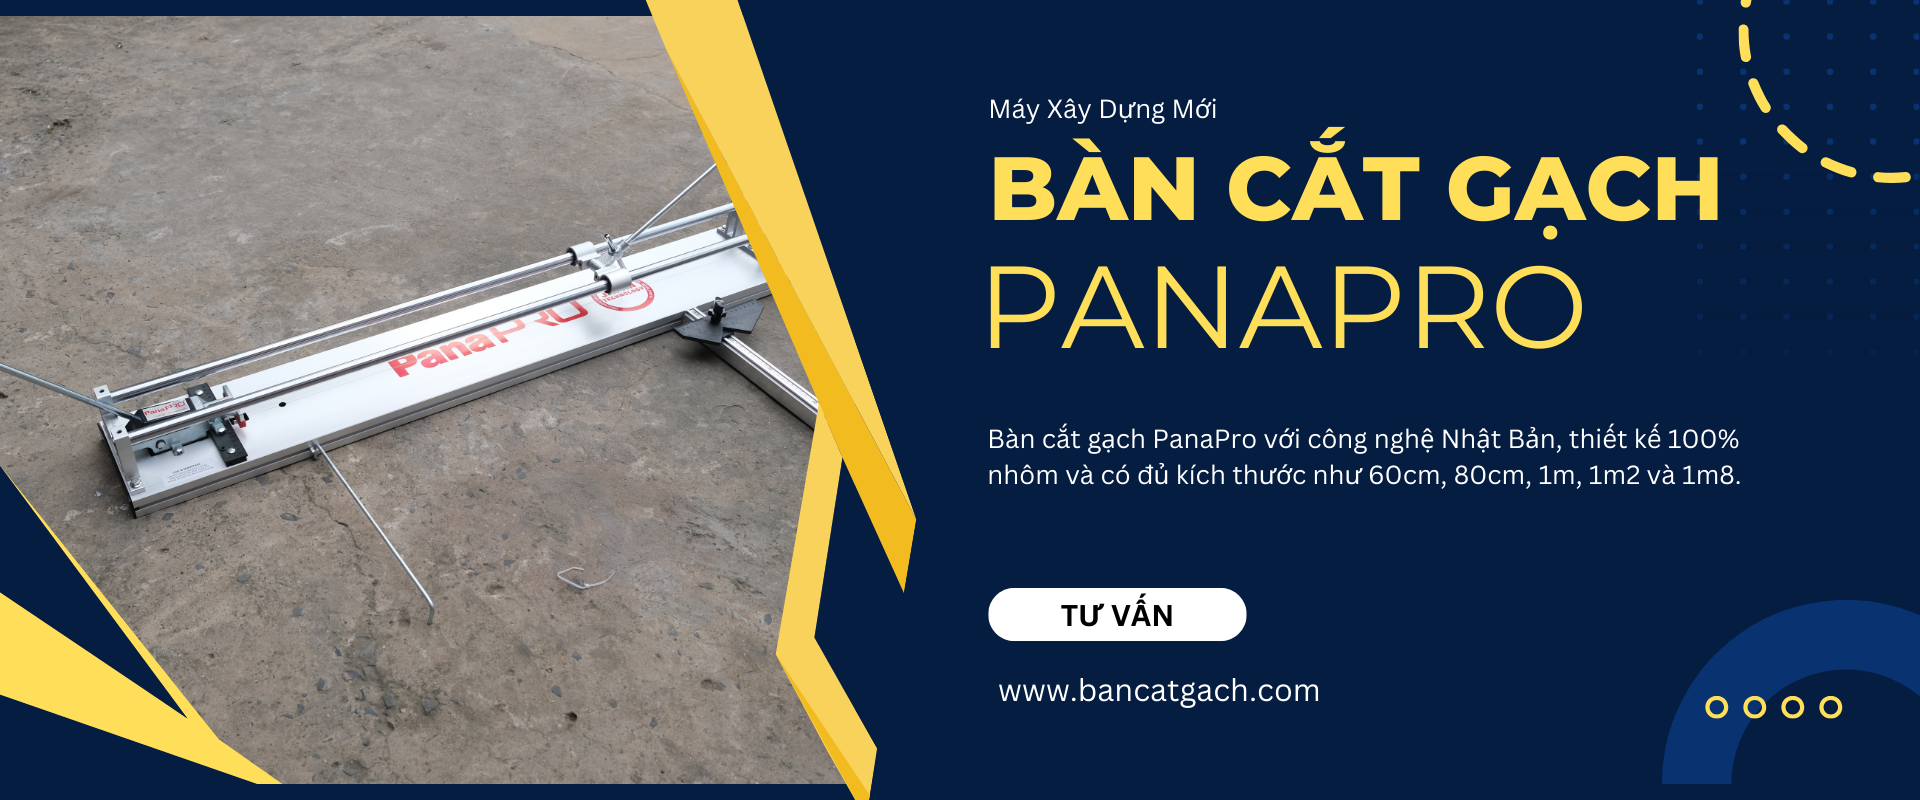 Máy Xây Dựng Mới
BÀN CẮT GẠCH
PANAPRO
Bàn cắt gạch PanaPro với công nghệ Nhật Bản, thiết kế 100%
nhôm và có đủ kích thước như 60cm, 80cm, 1m, 1m2 và 1m8.
TƯ VẤN
www.bancatgach.com
PanaPRO
PanaPRO